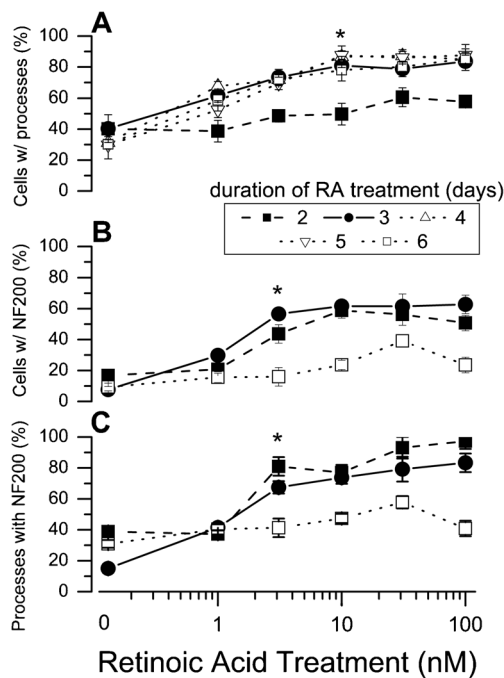 A
Cells w/ processes (%)
100
80
60
40
20
0
*
duration of RA treatment (days)
2 3 4
5 6
B
Cells w/ NF200 (%)
100
80
60
40
20
0
*
C
Processes with NF200 (%)
100
80
60
40
20
0
*
0 1 10 100
Retinoic Acid Treatment (nM)